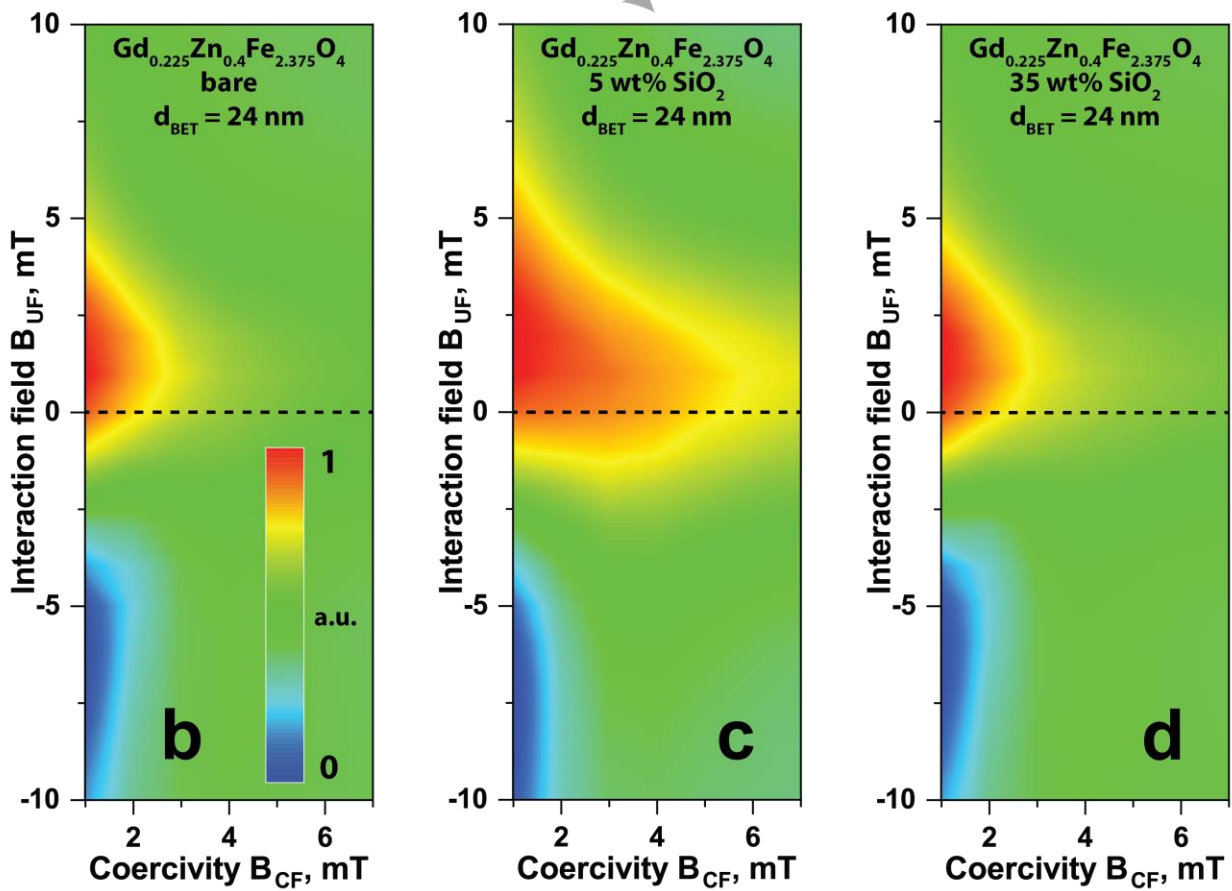 Gd0.225Zn0.4Fe2.375O4
bare
dBET = 24 nm
10
5
0
-5
-10
Interaction field BUF, mT
1
a.u.
0
b
2
4
6
Coercivity BCF, mT
Gd0.225Zn0.4Fe2.375O4
5 wt% SiO2
dBET = 24 nm
10
5
0
-5
-10
Interaction field BUF, mT
c
2
4
6
Coercivity BCF, mT
Gd0.225Zn0.4Fe2.375O4
35 wt% SiO2
dBET = 24 nm
10
5
0
-5
-10
Interaction field BUF, mT
d
2
4
6
Coercivity BCF, mT